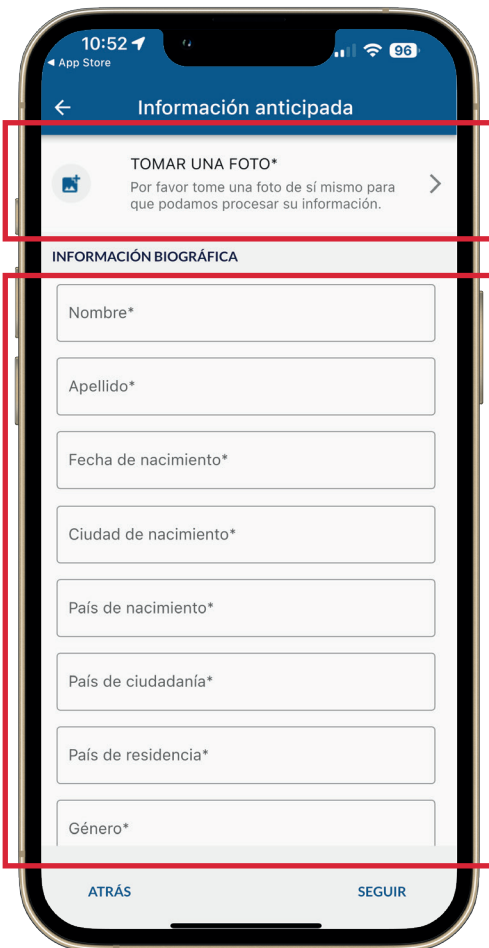 10:52
96
App Store
Información anticipada
TOMAR UNA FOTO*
Por favor tome una foto de sí mismo para
que podamos procesar su información.
INFORMACIÓN BIOGRÁFICA
Nombre*
Apellido*
Fecha de nacimiento*
Ciudad de nacimiento*
País de nacimiento*
País de ciudadanía*
País de residencia*
Género*
ATRÁS
SEGUIR